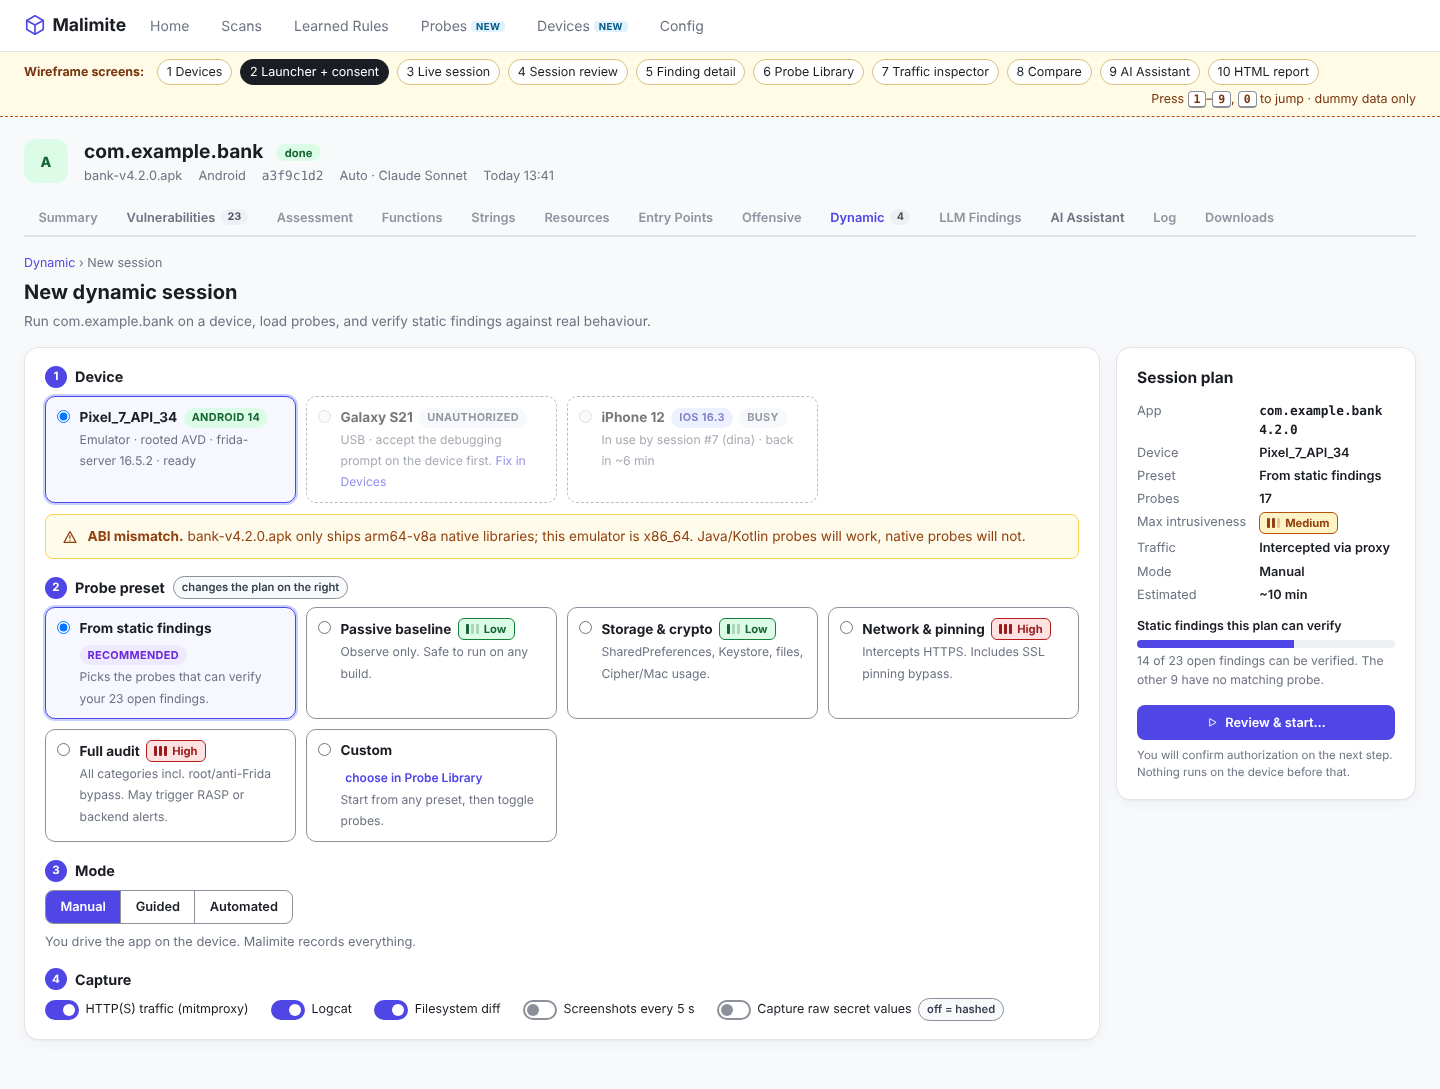 Malimite Home Scans Learned Rules Probes NEW Devices NEW Config
Wireframe screens: 1 Devices 2 Launcher + consent 3 Live session 4 Session review 5 Finding detail 6 Probe Library 7 Traffic inspector 8 Compare 9 AI Assistant 10 HTML report
Press 1–9, 0 to jump · dummy data only
A
com.example.bank done
bank-v4.2.0.apk Android a3f9c1d2 Auto · Claude Sonnet Today 13:41
Summary Vulnerabilities 23 Assessment Functions Strings Resources Entry Points Offensive Dynamic 4 LLM Findings AI Assistant Log Downloads
Dynamic › New session
New dynamic session
Run com.example.bank on a device, load probes, and verify static findings against real behaviour.
1 Device
Pixel_7_API_34 ANDROID 14
Emulator · rooted AVD · frida-
server 16.5.2 · ready
Galaxy S21 UNAUTHORIZED
USB · accept the debugging
prompt on the device first. Fix in
Devices
iPhone 12 IOS 16.3 BUSY
In use by session #7 (dina) · back
in ~6 min
ABI mismatch. bank-v4.2.0.apk only ships arm64-v8a native libraries; this emulator is x86_64. Java/Kotlin probes will work, native probes will not.
2 Probe preset changes the plan on the right
From static findings
RECOMMENDED
Picks the probes that can verify
your 23 open findings.
Passive baseline Low
Observe only. Safe to run on any
build.
Storage & crypto Low
SharedPreferences, Keystore, files,
Cipher/Mac usage.
Network & pinning High
Intercepts HTTPS. Includes SSL
pinning bypass.
Full audit High
All categories incl. root/anti-Frida
bypass. May trigger RASP or
backend alerts.
Custom
choose in Probe Library
Start from any preset, then toggle
probes.
3 Mode
Manual Guided Automated
You drive the app on the device. Malimite records everything.
4 Capture
HTTP(S) traffic (mitmproxy) Logcat Filesystem diff Screenshots every 5 s Capture raw secret values off = hashed
Session plan
App com.example.bank
4.2.0
Device Pixel_7_API_34
Preset From static findings
Probes 17
Max intrusiveness Medium
Traffic Intercepted via proxy
Mode Manual
Estimated ~10 min
Static findings this plan can verify
14 of 23 open findings can be verified. The
other 9 have no matching probe.
Review & start...
You will confirm authorization on the next step.
Nothing runs on the device before that.